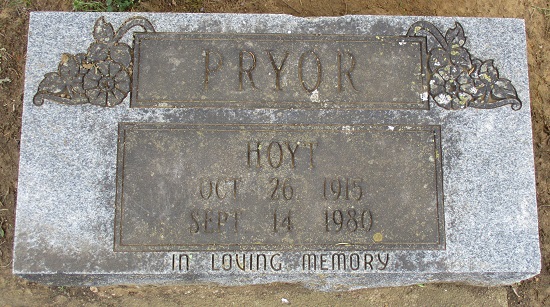 PRYOR
HOYT
OCT 26 1915
SEPT 14 1980
IN LOVING MEMORY